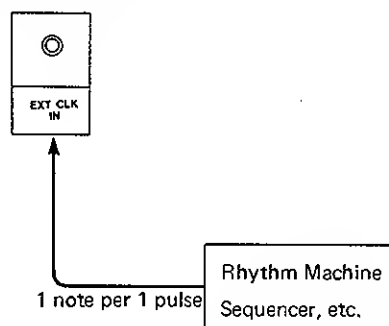 EXT CLK
IN
1 note per 1 pulse
Rhythm Machine
Sequencer, etc.